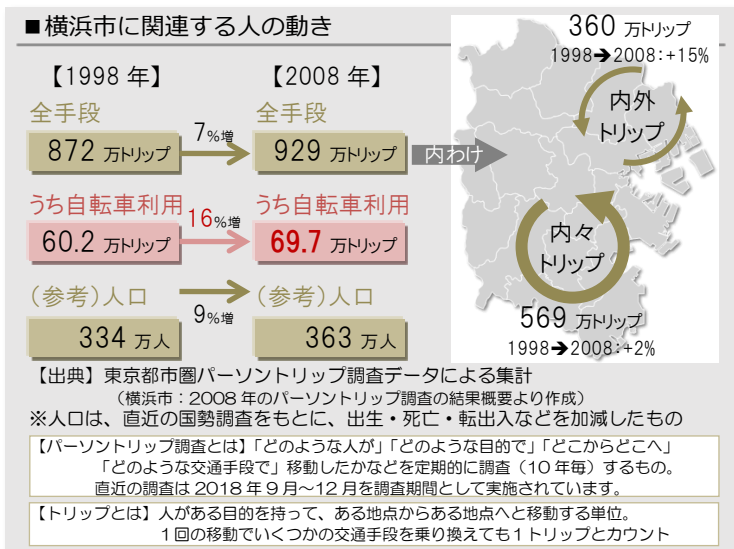 ■横浜市に関連する人の動き
【1998 年】
【2008 年】
全手段
872 万トリップ
7%増
全手段
929 万トリップ
内わけ
うち自転車利用
60.2 万トリップ
16%増
うち自転車利用
69.7 万トリップ
(参考)人口
334 万人
9%増
(参考)人口
363 万人
360 万トリップ
1998➔2008:+15%
内外
トリップ
内々
トリップ
569 万トリップ
1998➔2008:+2%
【出典】東京都市圏パーソントリップ調査データによる集計
(横浜市:2008 年のパーソントリップ調査の結果概要より作成)
※人口は、直近の国勢調査をもとに、出生・死亡・転出入などを加減したもの
【パーソントリップ調査とは】「どのような人が」「どのような目的で」「どこからどこへ」
「どのような交通手段で」移動したかなどを定期的に調査(10 年毎)するもの。
直近の調査は 2018 年 9 月~12 月を調査期間として実施されています。
【トリップとは】人がある目的を持って、ある地点からある地点へと移動する単位。
1回の移動でいくつかの交通手段を乗り換えても1トリップとカウント